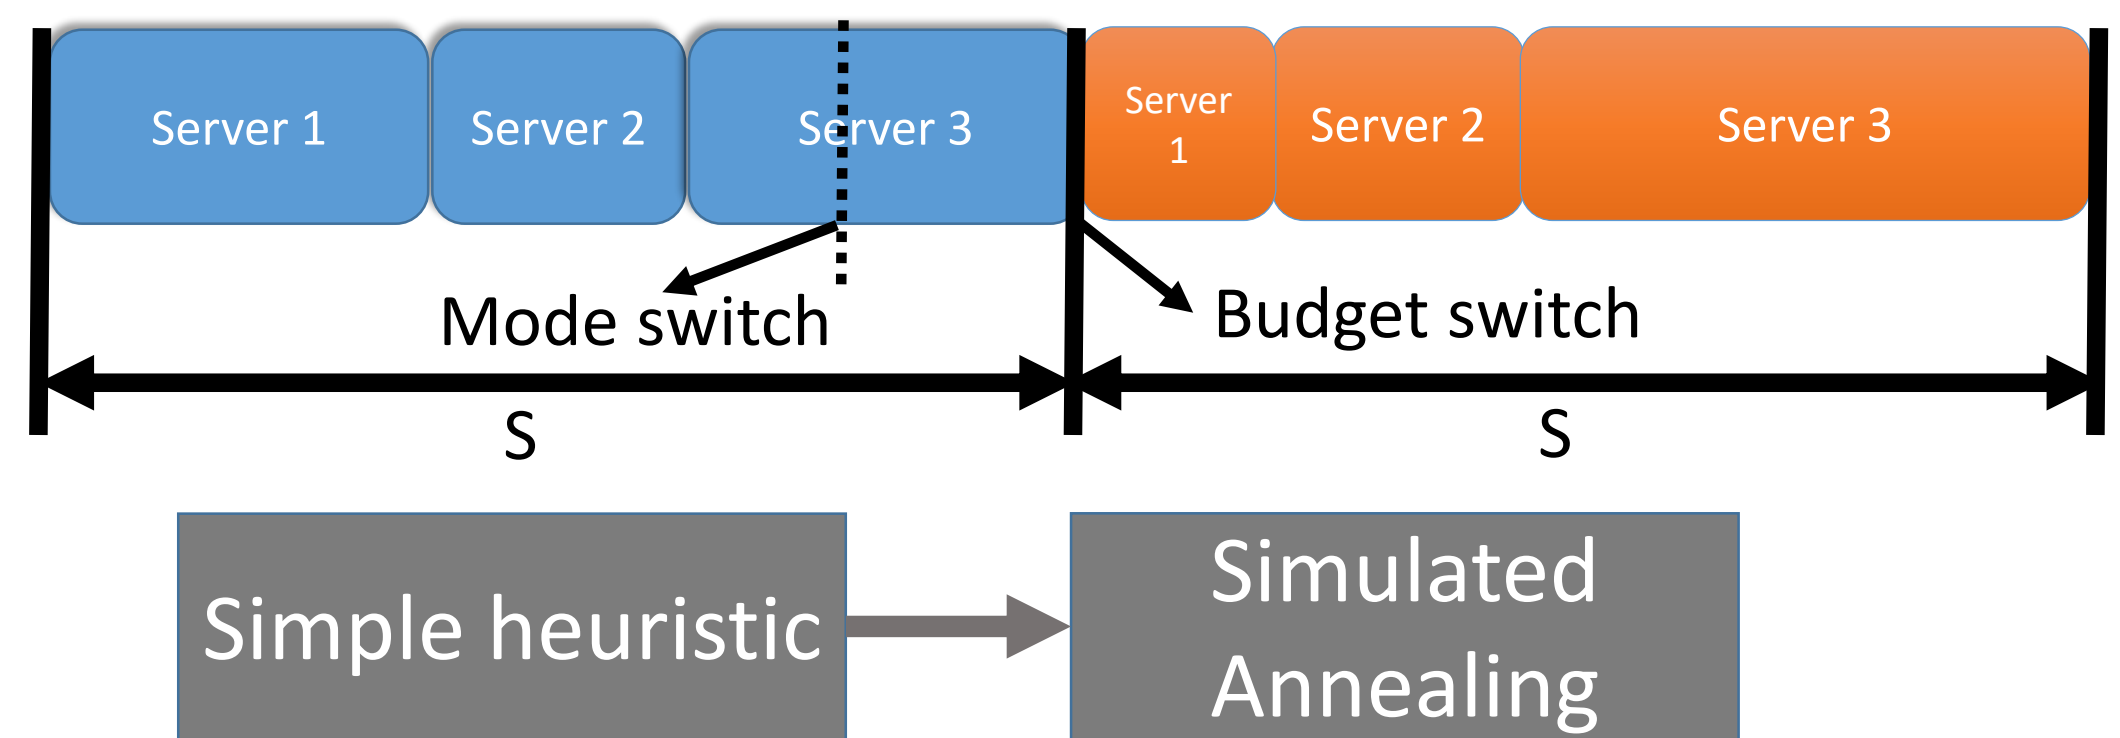 Server 1
Server 2
Server 3
Server
1
Server 2
Server 3
Mode switch
Budget switch
S
S
Simple heuristic
Simulated
Annealing